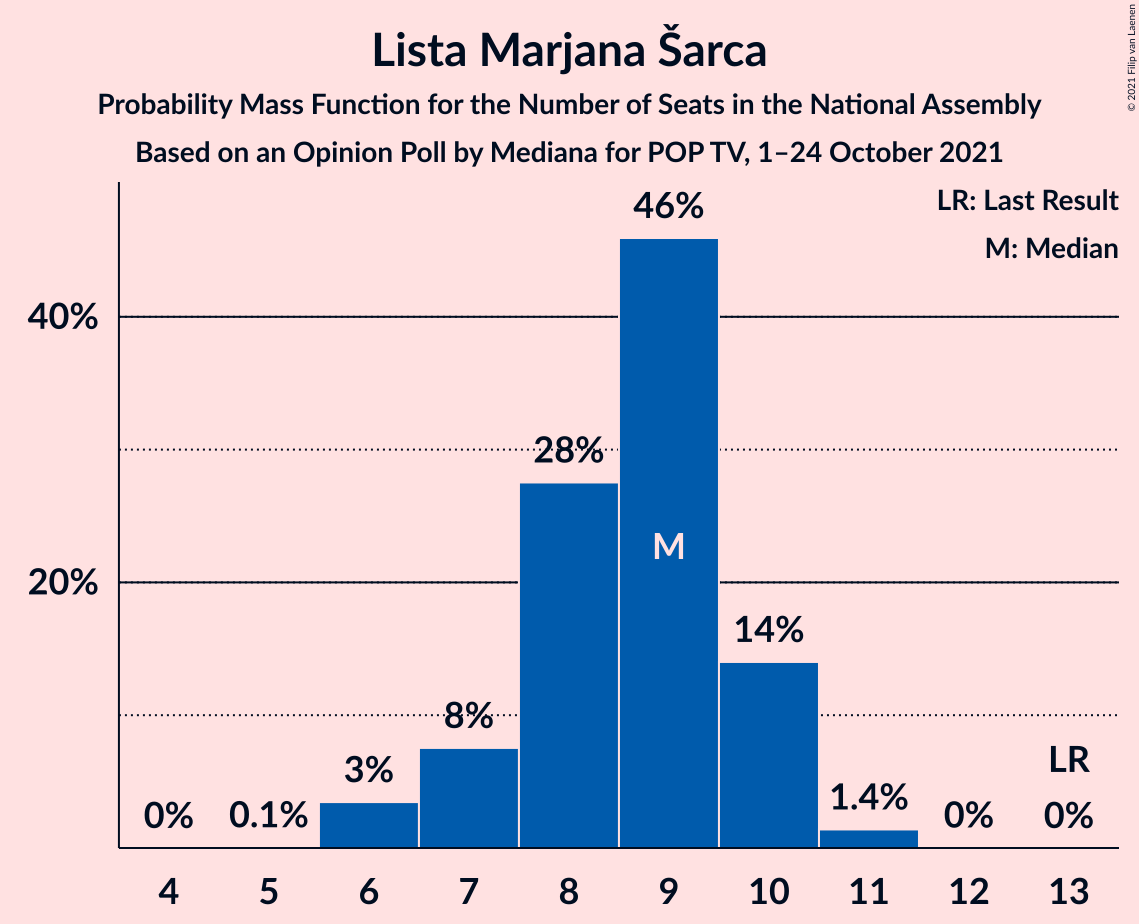 Lista Marjana Šarca
Probability Mass Function for the Number of Seats in the National Assembly
Based on an Opinion Poll by Mediana for POP TV, 1–24 October 2021
© 2021 Filip van Laenen
LR: Last Result
M: Median
46%
40%
28%
M
20%
14%
8%
3%
LR
1.4%
0%
0.1%
0%
0%
4 5 6 7 8 9 10 11 12 13